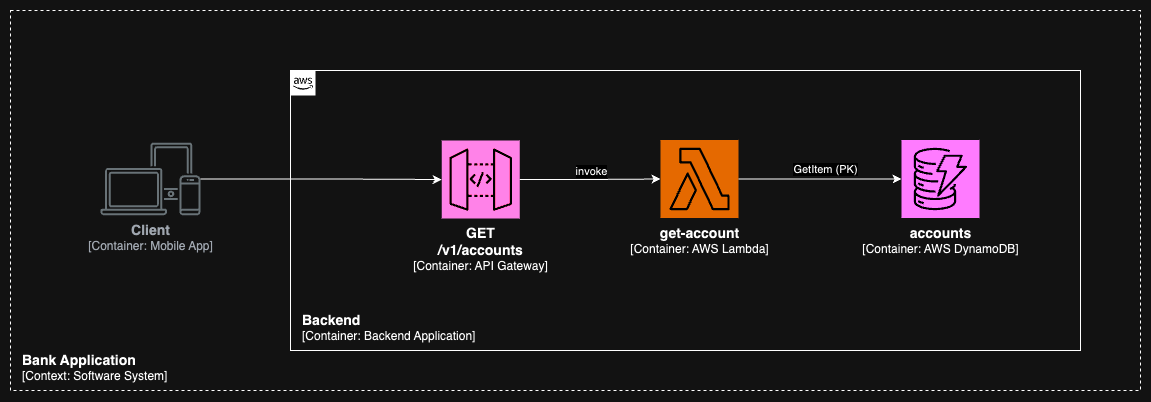 aws
Client
[Container: Mobile App]
GET
/v1/accounts
[Container: API Gateway]
</>
invoke
get-account
[Container: AWS Lambda]
GetItem (PK)
accounts
[Container: AWS DynamoDB]
Backend
[Container: Backend Application]
Bank Application
[Context: Software System]